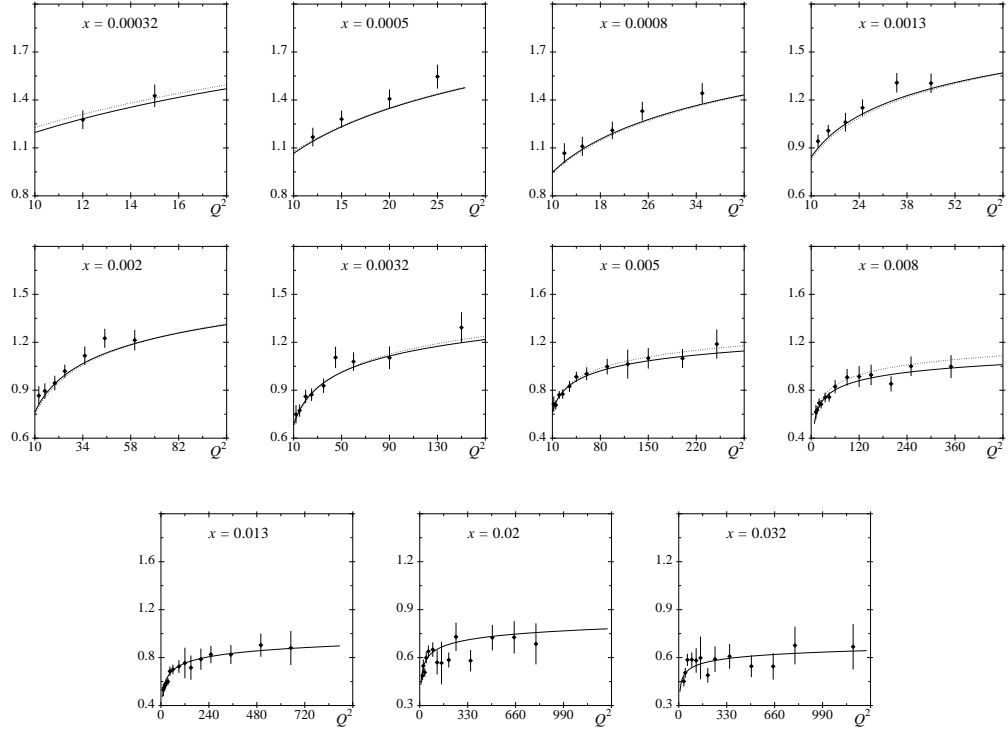 x = 0.00032
1.7
1.4
1.1
0.8
10 12 14 16 Q²
x = 0.0005
1.7
1.4
1.1
0.8
10 15 20 25 Q²
x = 0.0008
1.7
1.4
1.1
0.8
10 18 26 34 Q²
x = 0.0013
1.5
1.2
0.9
0.6
10 24 38 52 Q²
x = 0.002
1.5
1.2
0.9
0.6
10 34 58 82 Q²
x = 0.0032
1.5
1.2
0.9
0.6
10 50 90 130 Q²
x = 0.005
1.6
1.2
0.8
0.4
10 60 90 150 200 Q²
x = 0.008
1.6
1.2
0.8
0.4
0 120 240 360 Q²
x = 0.013
1.6
1.2
0.8
0.4
0 240 480 720 Q²
x = 0.02
1.2
0.9
0.6
0.3
0 330 660 990 Q²
x = 0.032
1.2
0.9
0.6
0.3
0 330 660 990 Q²